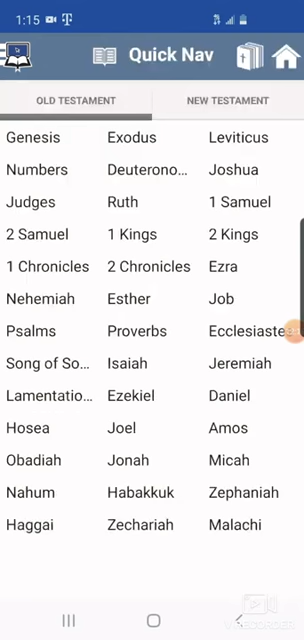 1:15
Quick Nav
OLD TESTAMENT NEW TESTAMENT
Genesis Exodus Leviticus
Numbers Deuterono... Joshua
Judges Ruth 1 Samuel
2 Samuel 1 Kings 2 Kings
1 Chronicles 2 Chronicles Ezra
Nehemiah Esther Job
Psalms Proverbs Ecclesiaste
Song of So... Isaiah Jeremiah
Lamentatio... Ezekiel Daniel
Hosea Joel Amos
Obadiah Jonah Micah
Nahum Habakkuk Zephaniah
Haggai Zechariah Malachi